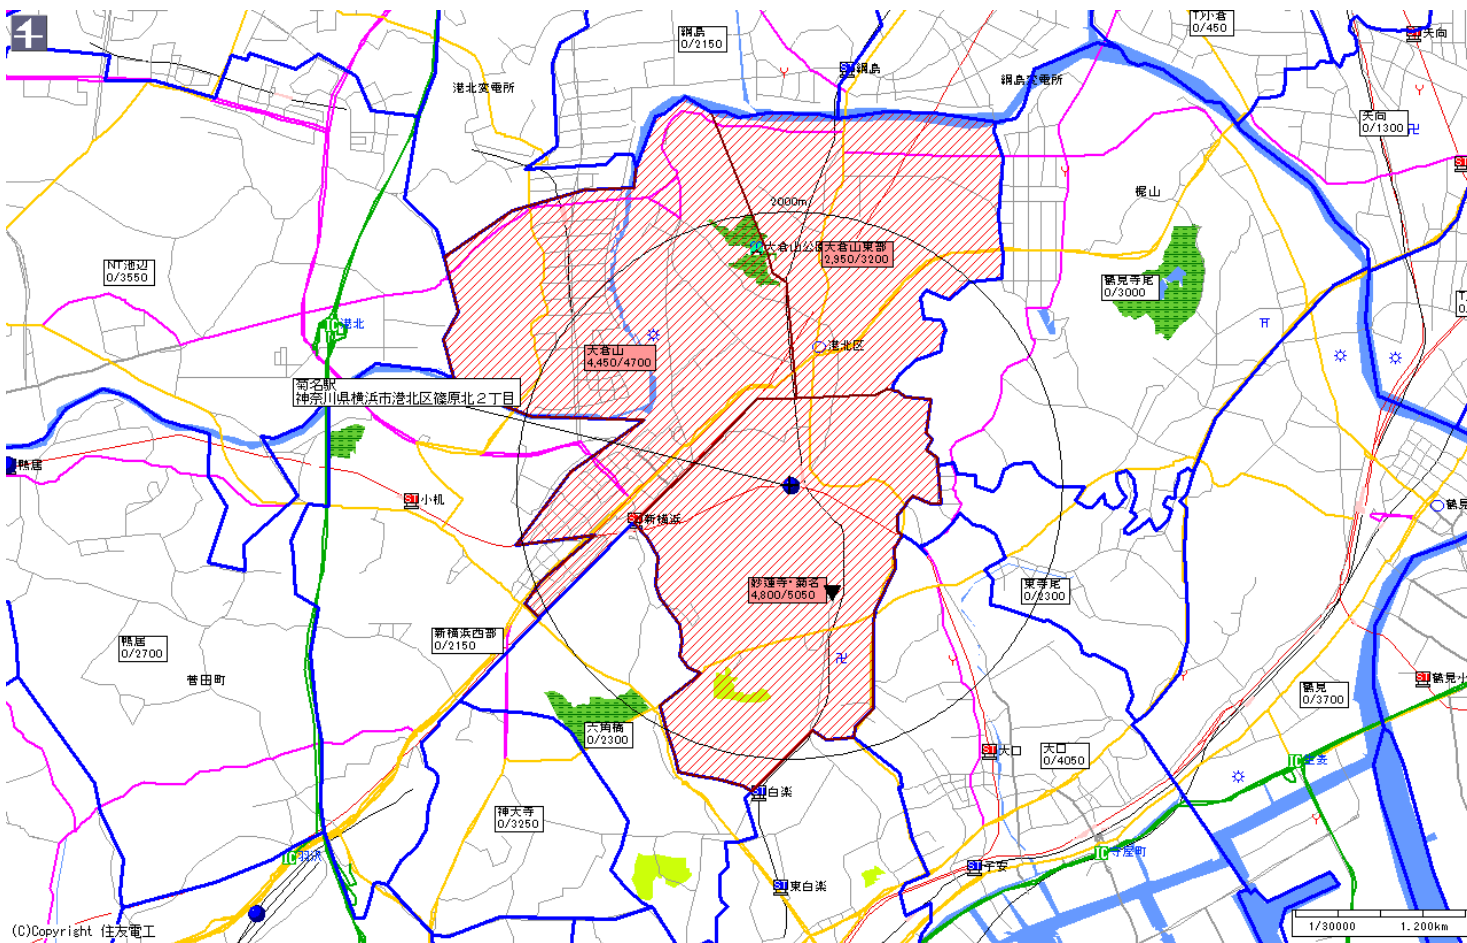 綱島
0/2150
T小倉
0/450
矢向
綱島
港北変電所
綱島変電所
矢向
0/1300
梶山
2000m
大倉山公園
大倉山東部
2,950/3200
NT池辺
0/3550
鶴見寺尾
0/3000
港北
港北区
大倉山
4,450/4700
菊名駅
神奈川県横浜市港北区篠原北２丁目
鴨居
小机
新横浜
鶴見
妙蓮寺・菊名
4,800/5050
東寺尾
0/2300
鴨居
0/2700
新横浜西部
0/2150
菅田町
鶴見小
鶴見
0/3700
六角橋
0/2300
大口
大口
0/4050
生麦
白楽
神大寺
0/3250
羽沢
守屋町
子安
東白楽
(C)Copyright 住友電工
1/30000
1.200km